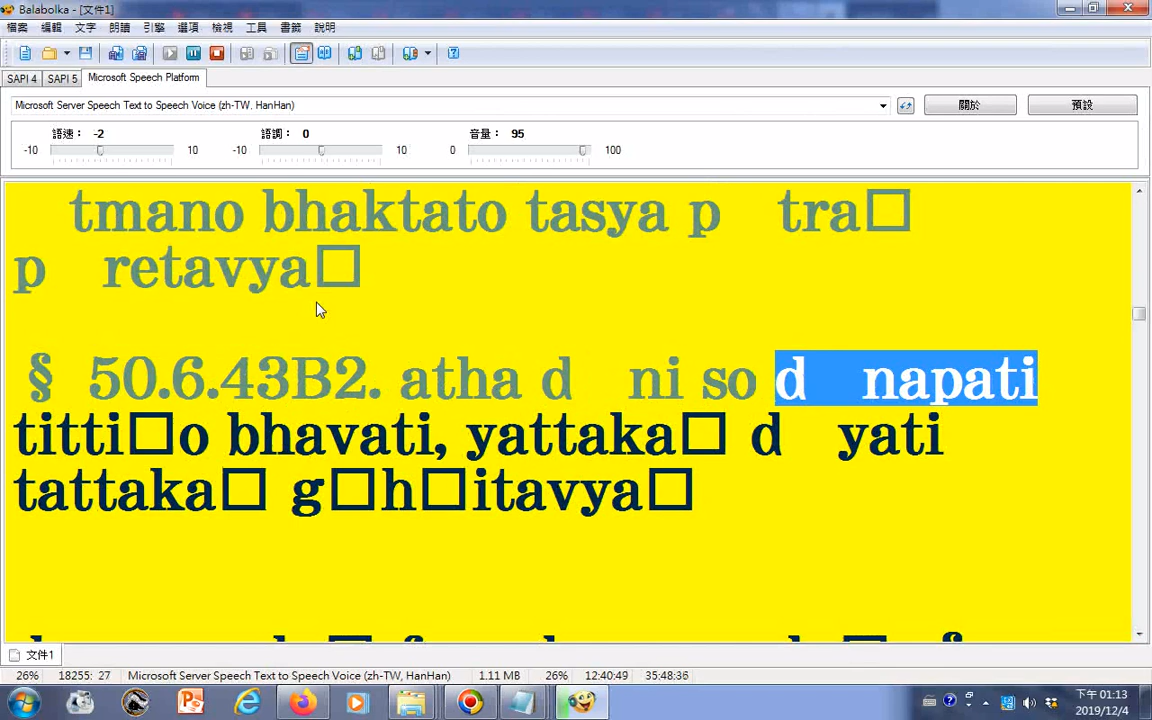 Balabolka - [文件1]
檔案 編輯 文字 朗讀 引擎 選項 檢視 工具 書籤 說明
SAPI 4 SAPI 5 Microsoft Speech Platform
Microsoft Server Speech Text to Speech Voice (zh-TW, HanHan) 關於 預設
語速： -2 語調： 0 音量： 95
-10 10 -10 10 0 100
tmano bhaktato tasya p tra□
p retavya□
§ 50.6.43B2. atha d ni so d napati
titti□o bhavati, yattaka□ d yati
tattaka□ g□h□itavya□
文件1
26% 18255: 27 Microsoft Server Speech Text to Speech Voice (zh-TW, HanHan) 1.11 MB 26% 12:40:49 35:48:36
下午 01:13
2019/12/4